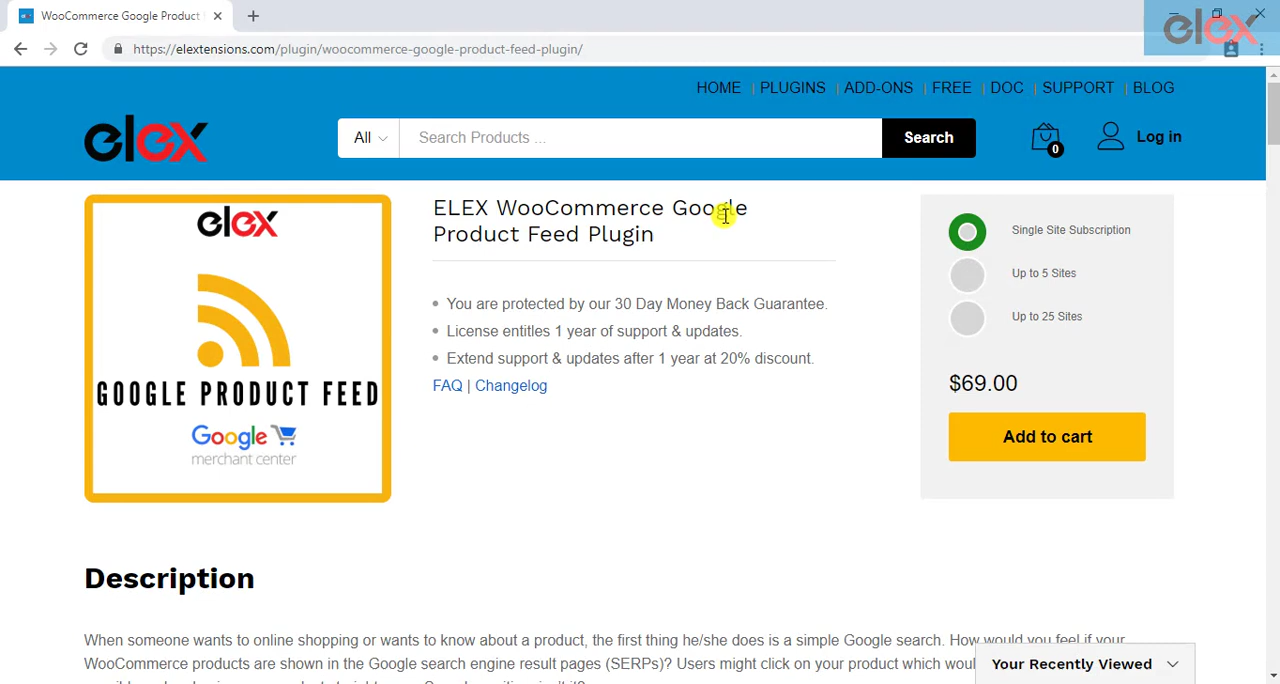 WooCommerce Google Product
elex
https://elextensions.com/plugin/woocommerce-google-product-feed-plugin/
HOME | PLUGINS | ADD-ONS | FREE | DOC | SUPPORT | BLOG
elex
All
Search Products ...
Search
0
Log in
elex
GOOGLE PRODUCT FEED
Google
merchant center
ELEX WooCommerce Google
Product Feed Plugin
• You are protected by our 30 Day Money Back Guarantee.
• License entitles 1 year of support & updates.
• Extend support & updates after 1 year at 20% discount.
FAQ | Changelog
Single Site Subscription
Up to 5 Sites
Up to 25 Sites
$69.00
Add to cart
Description
When someone wants to online shopping or wants to know about a product, the first thing he/she does is a simple Google search. How would you feel if your
WooCommerce products are shown in the Google search engine result pages (SERPs)? Users might click on your product which
Your Recently Viewed